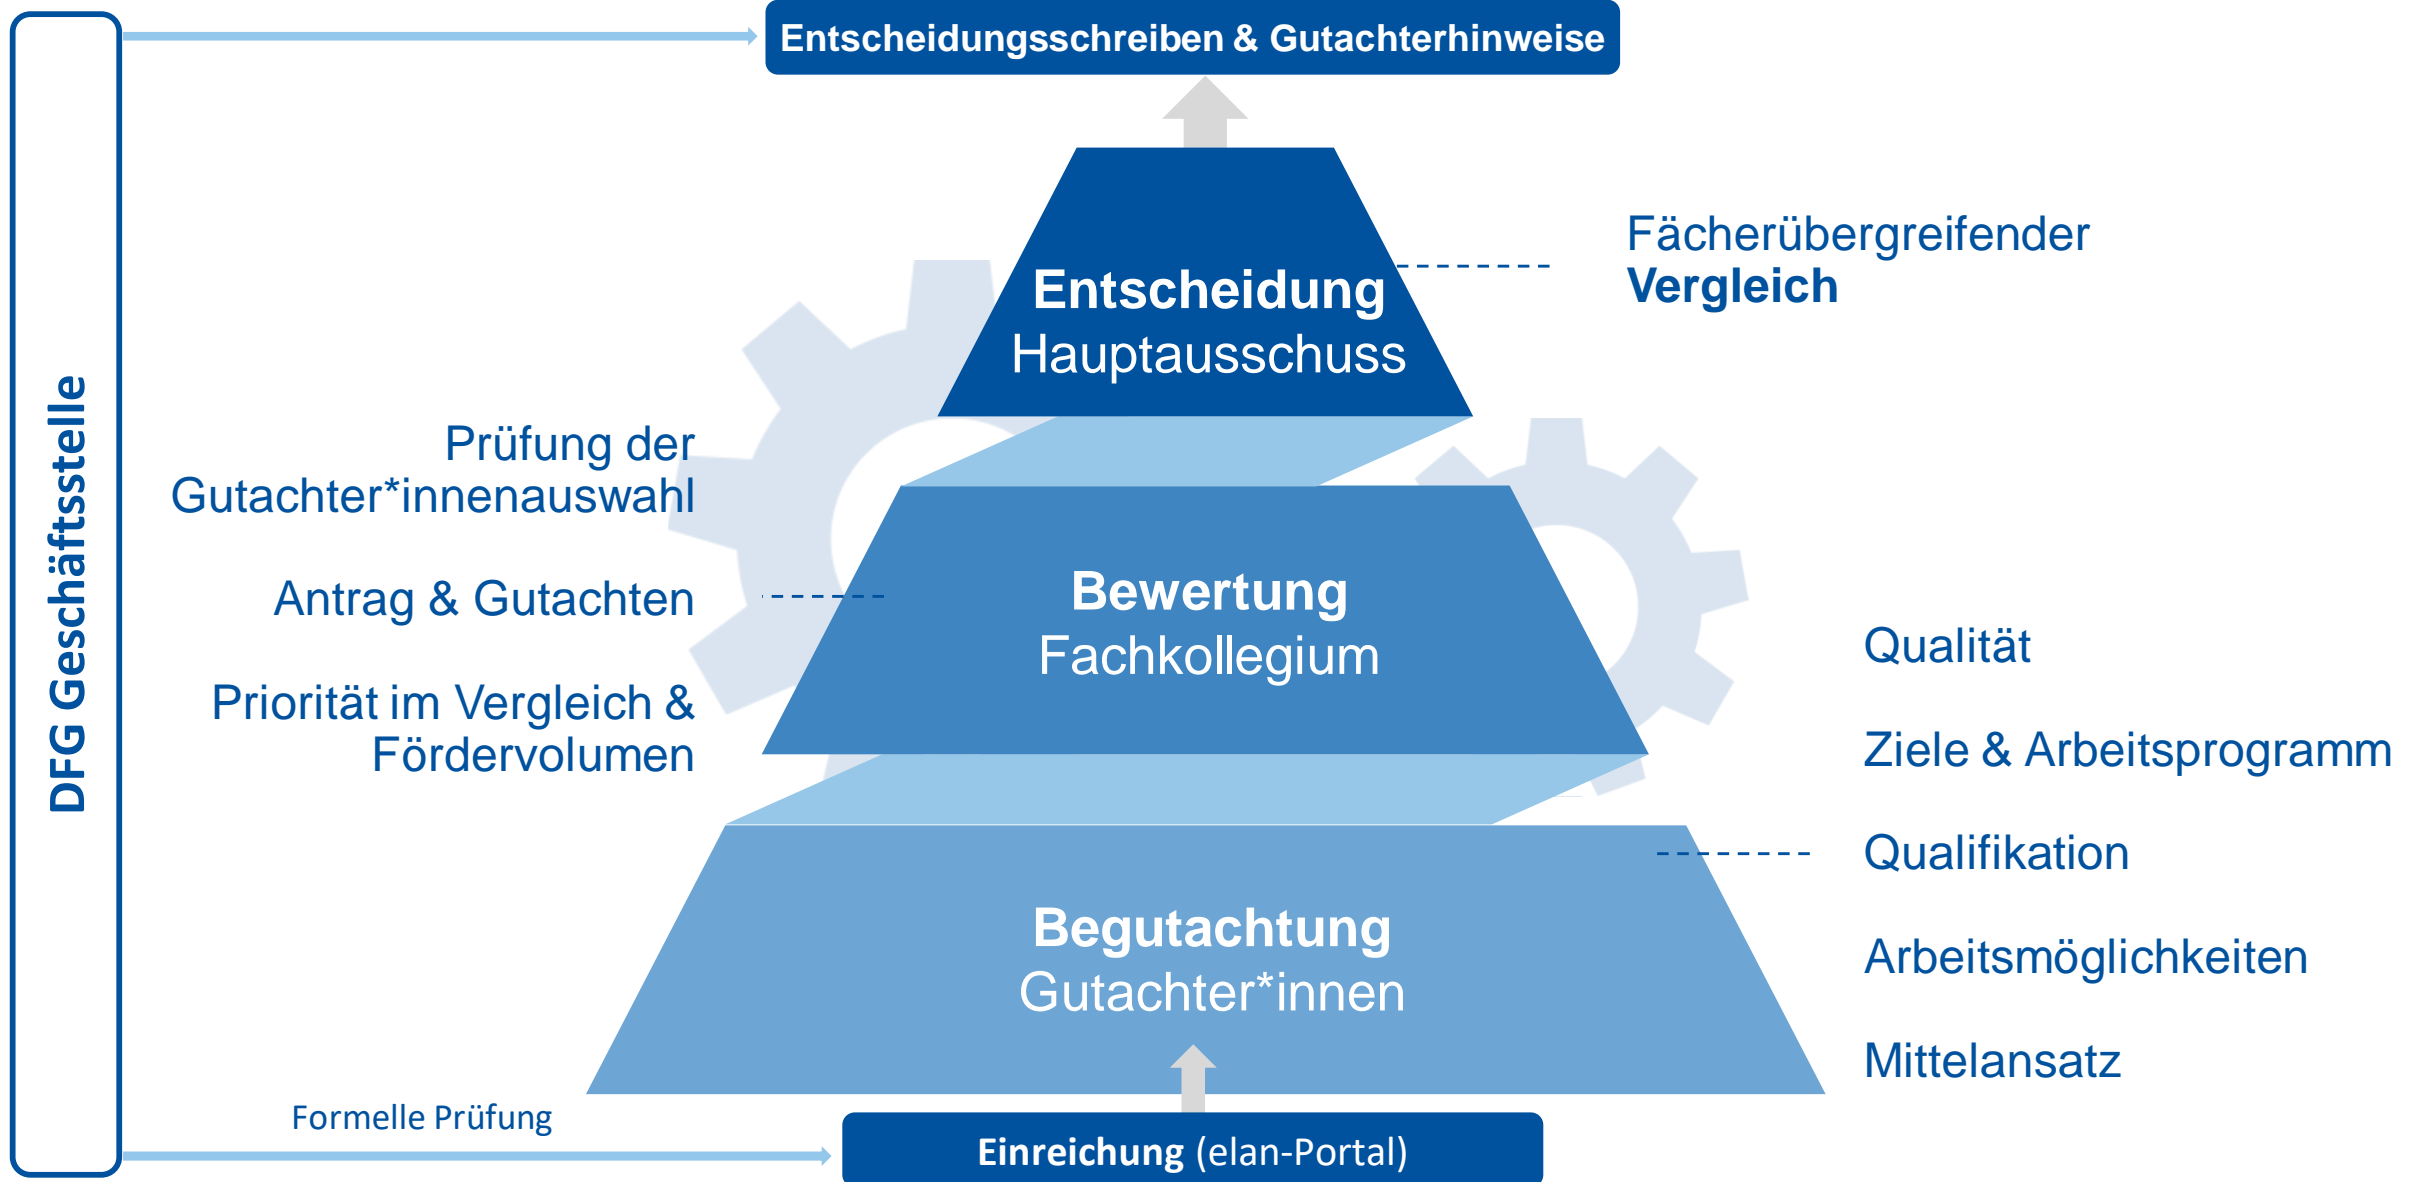 Entscheidungsschreiben & Gutachterhinweise
DFG Geschäftsstelle
Entscheidung
Hauptausschuss
Fächerübergreifender
Vergleich
Prüfung der
Gutachter*innenauswahl
Antrag & Gutachten
Priorität im Vergleich &
Fördervolumen
Bewertung
Fachkollegium
Qualität
Ziele & Arbeitsprogramm
Qualifikation
Arbeitsmöglichkeiten
Mittelansatz
Begutachtung
Gutachter*innen
Formelle Prüfung
Einreichung (elan-Portal)